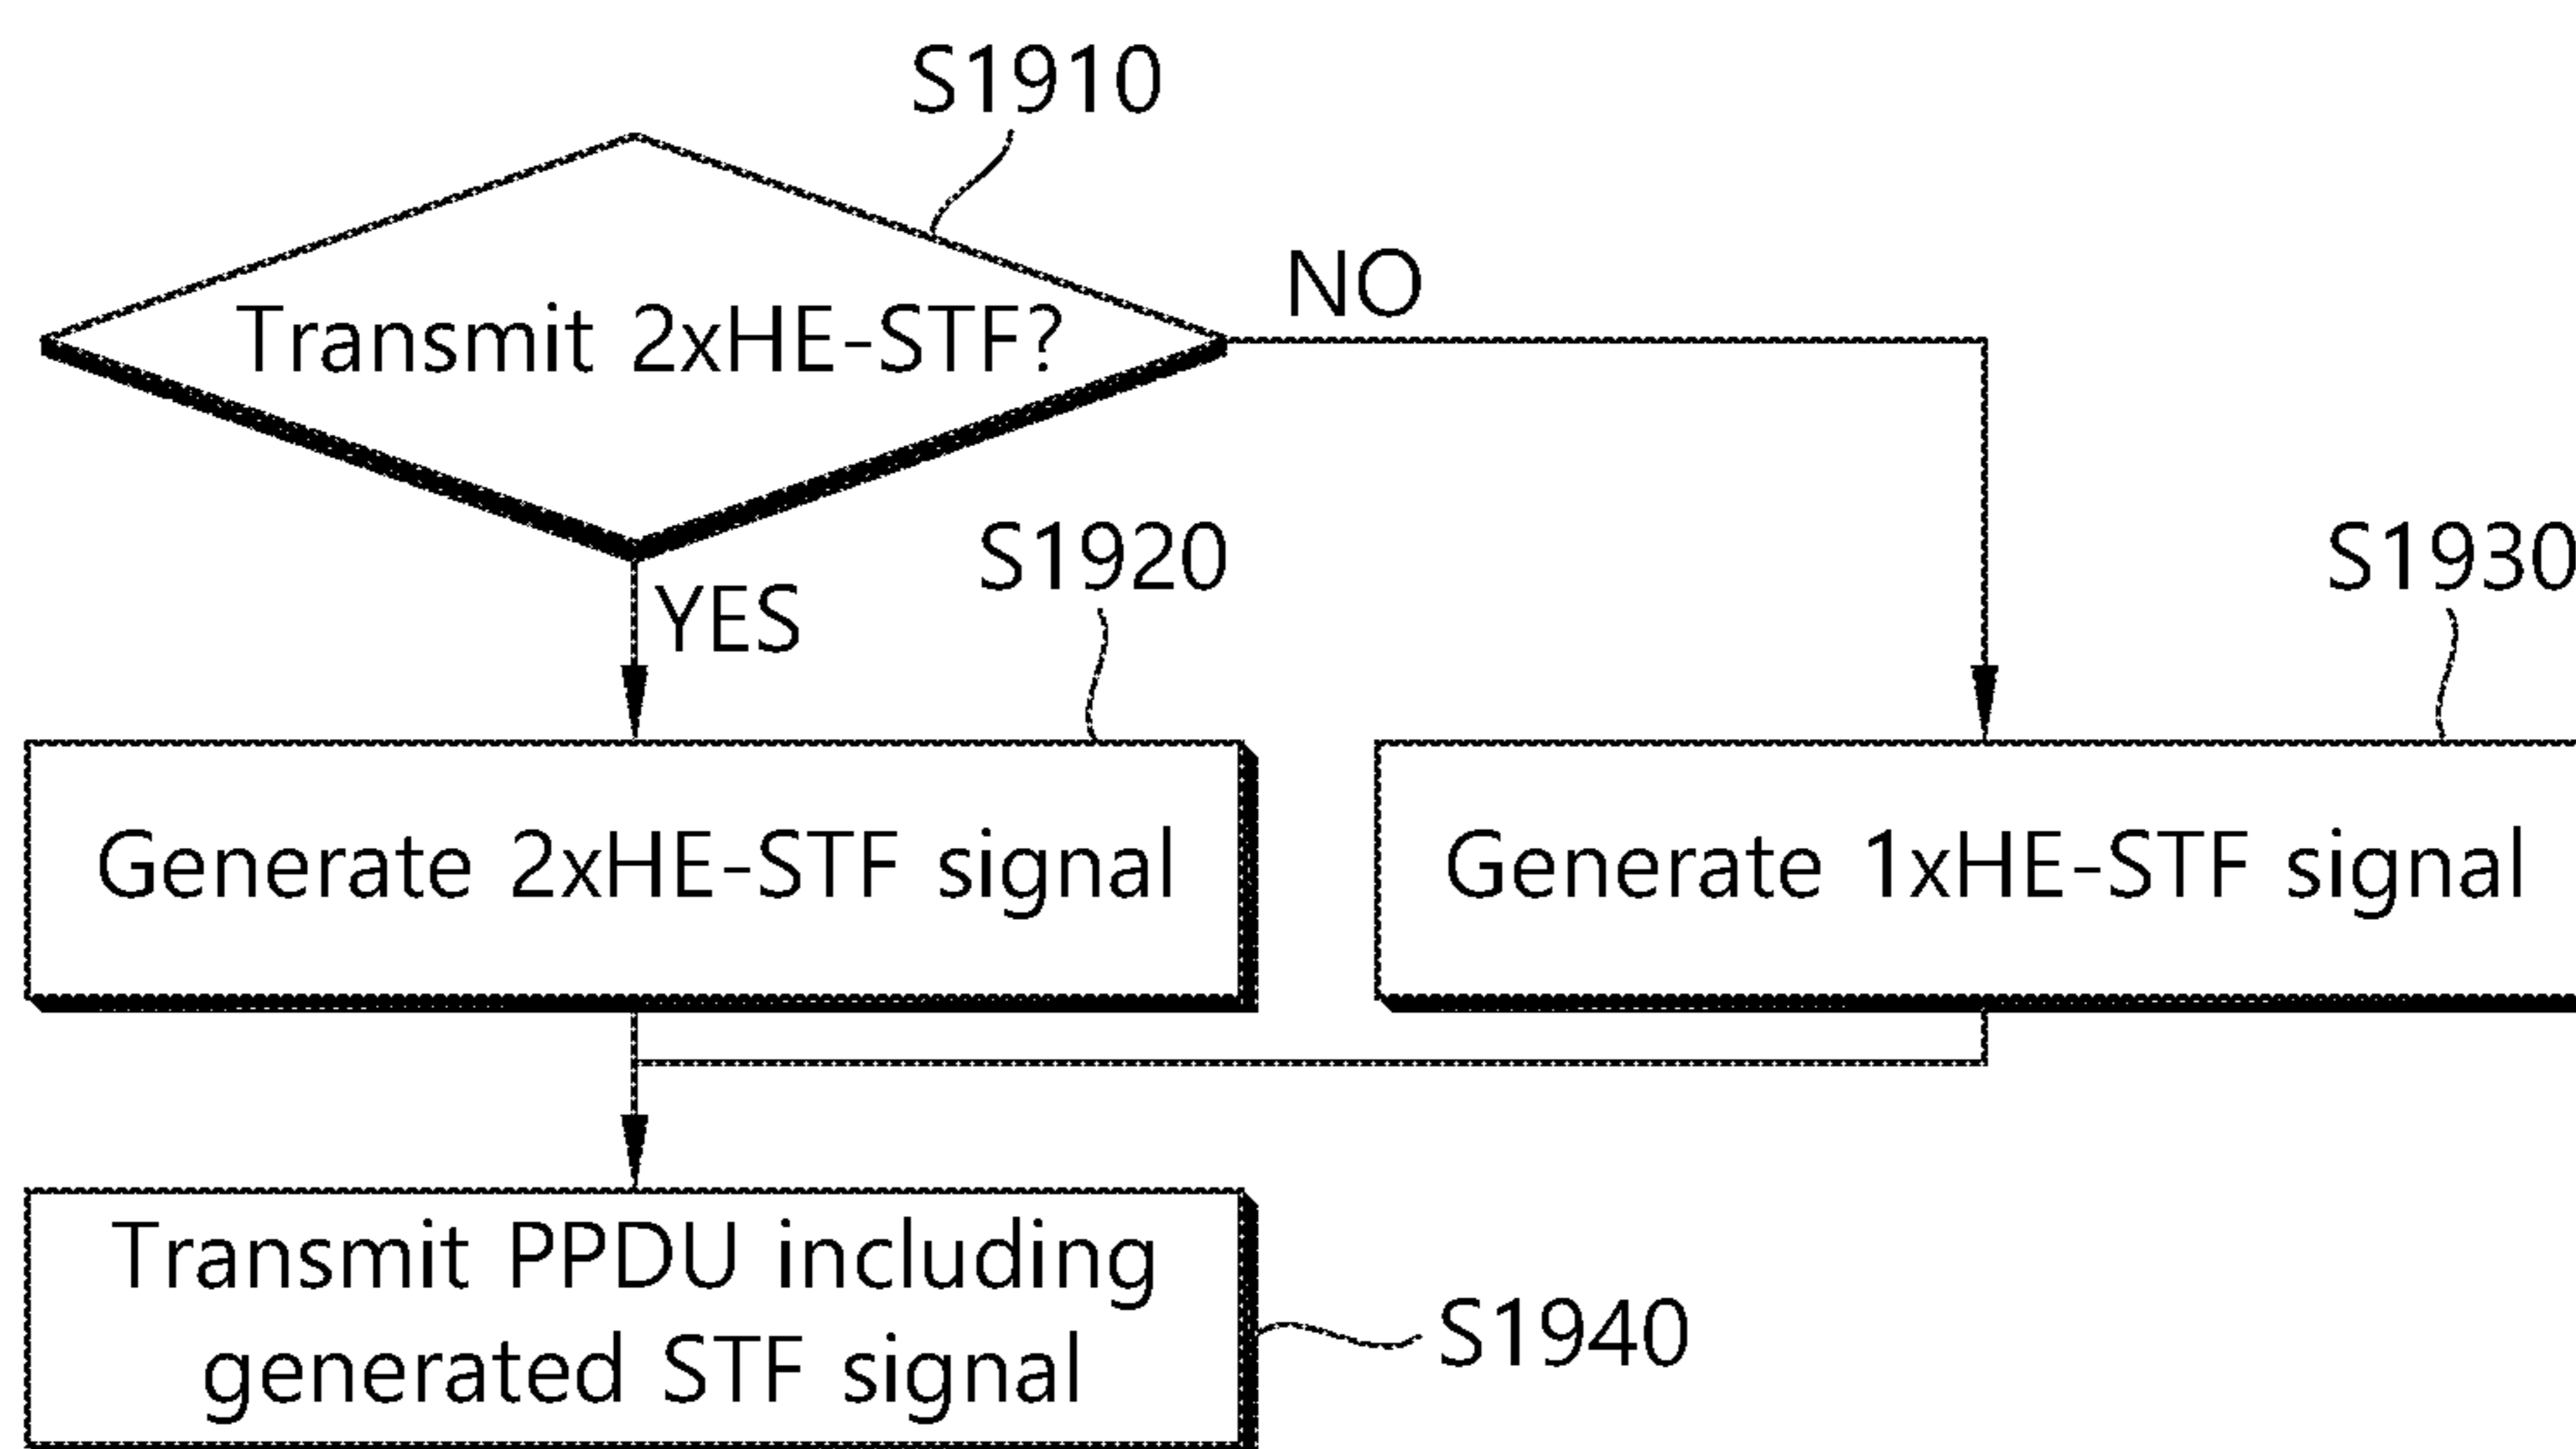 S1910
Transmit 2xHE-STF?
NO
YES
S1920
S1930
Generate 2xHE-STF signal
Generate 1xHE-STF signal
Transmit PPDU including
generated STF signal
S1940